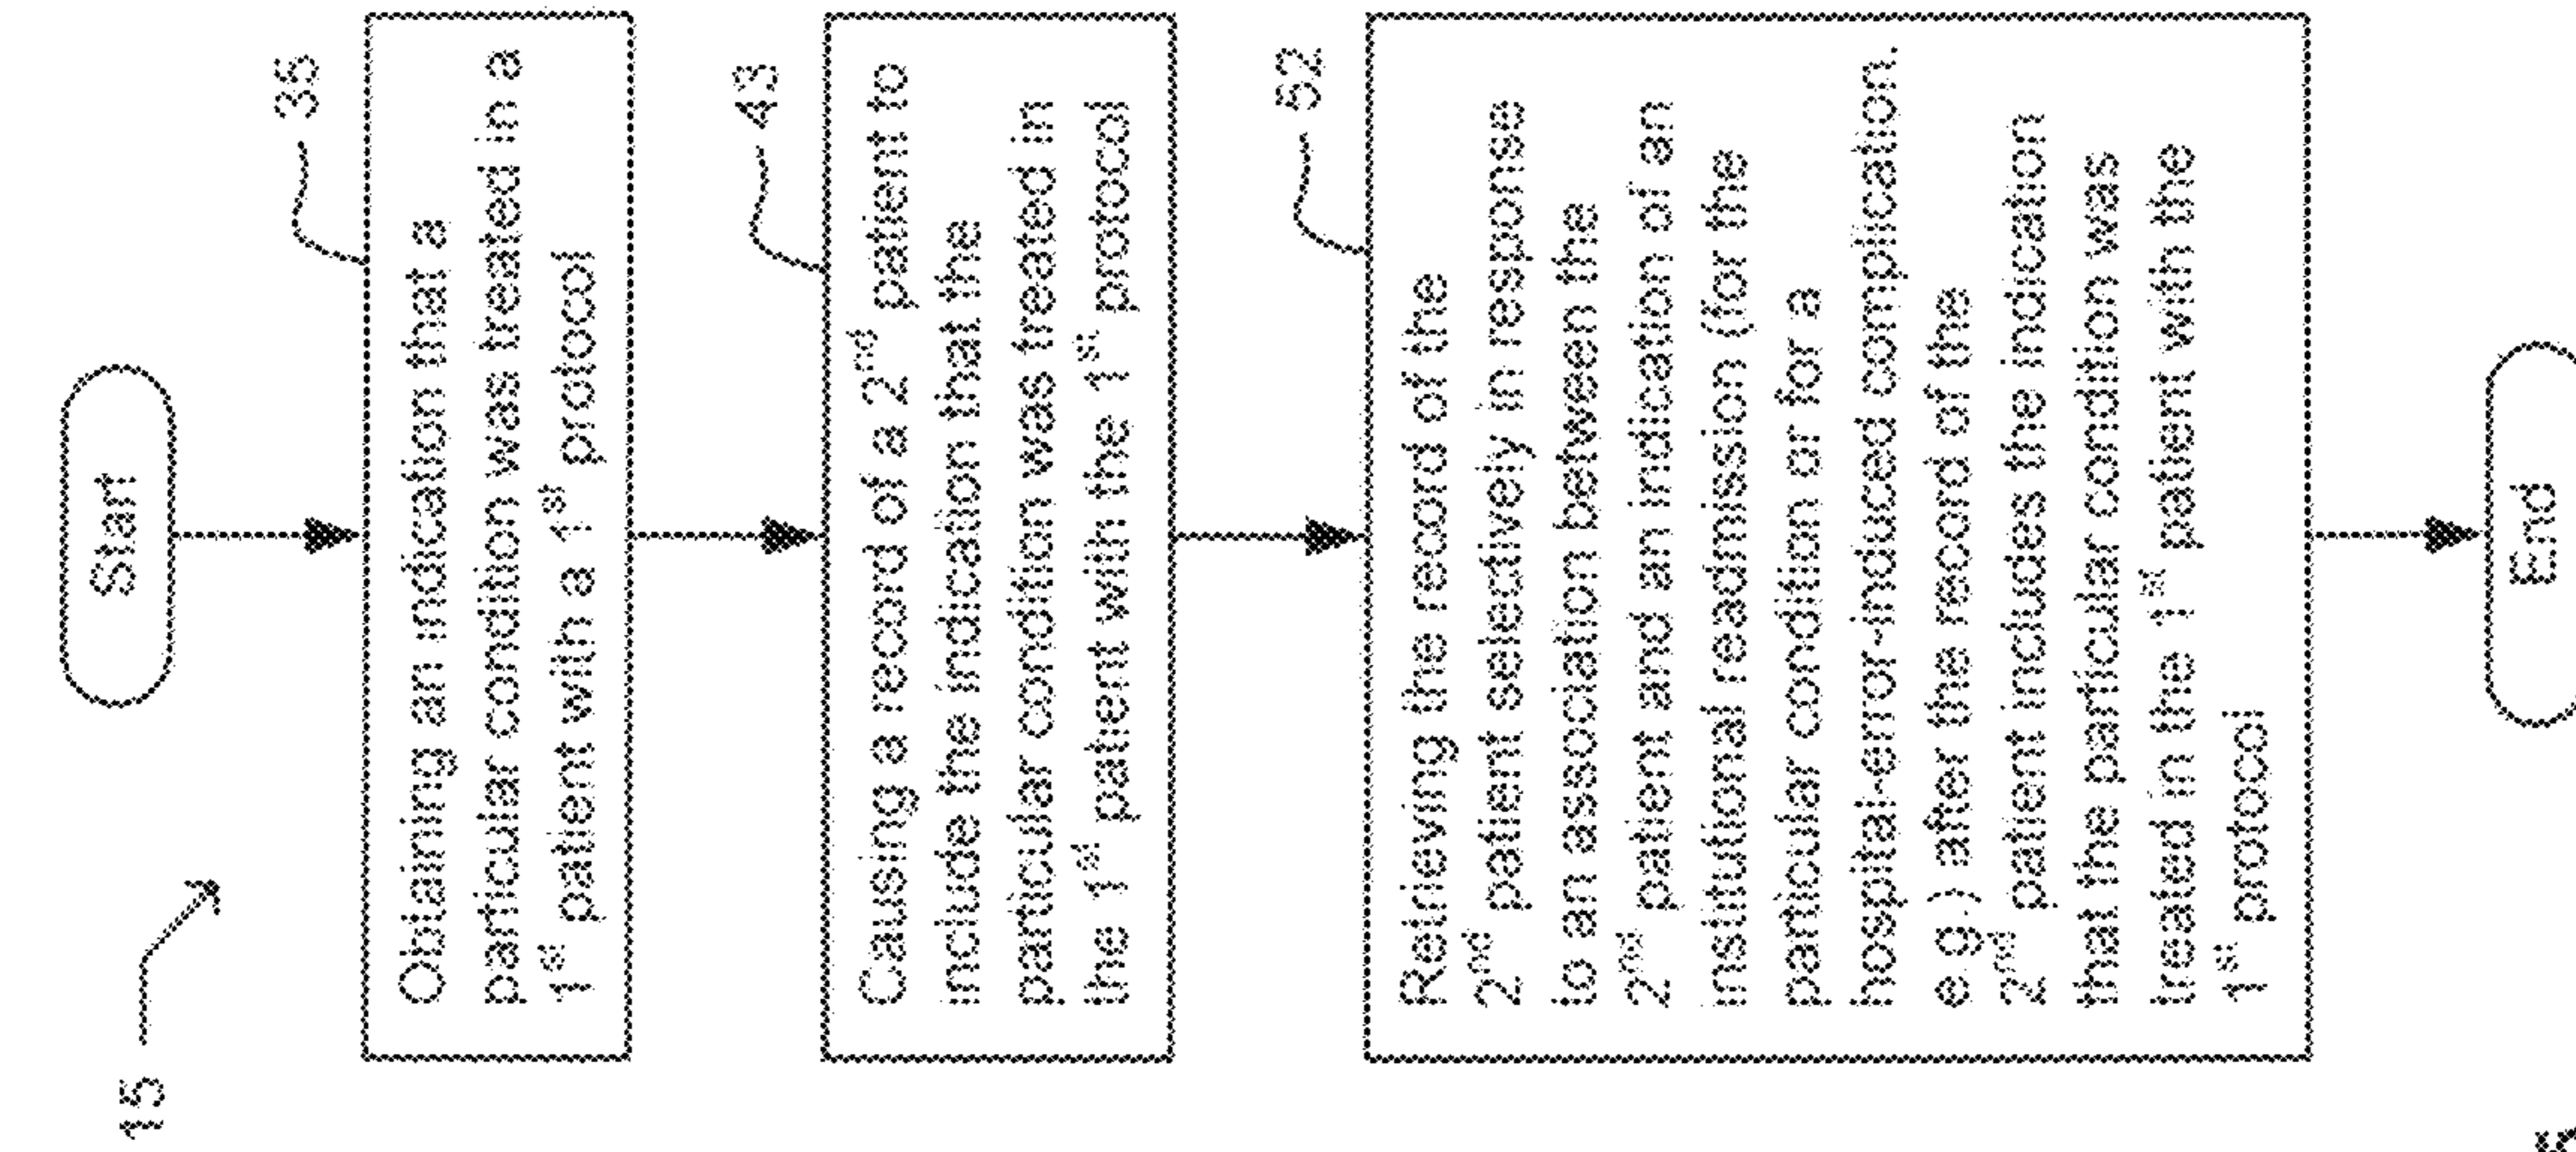 15
Start
35
Obtaining an indication that a
particular condition was treated in a
1st patient with a 1st protocol
43
Causing a record of a 2nd patient to
include the indication that the
particular condition was treated in
the 1st patient with the 1st protocol
52
Retrieving the record of the
2nd patient selectively in response
to an association between the
2nd patient and an indication of an
institutional readmission (for the
particular condition or for a
hospital-error-induced complication,
e.g.) after the record of the
2nd patient includes the indication
that the particular condition was
treated in the 1st patient with the
1st protocol
End